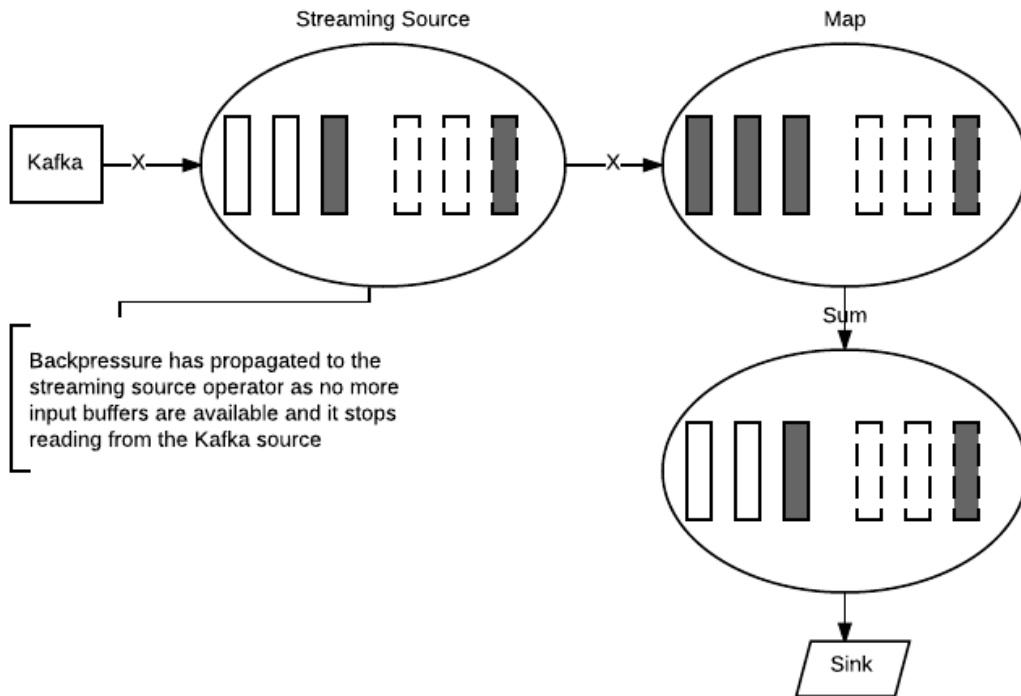 Streaming Source
Map
Kafka
X
X
Backpressure has propagated to the
streaming source operator as no more
input buffers are available and it stops
reading from the Kafka source
Sum
Sink